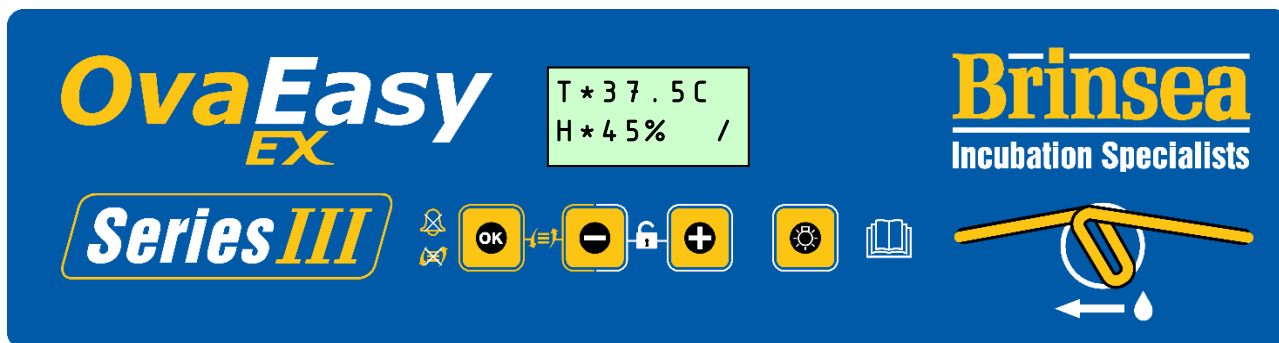 OvaEasy
EX
T*37.5C
H*45% /
Brinsea
Incubation Specialists
Series III
OK